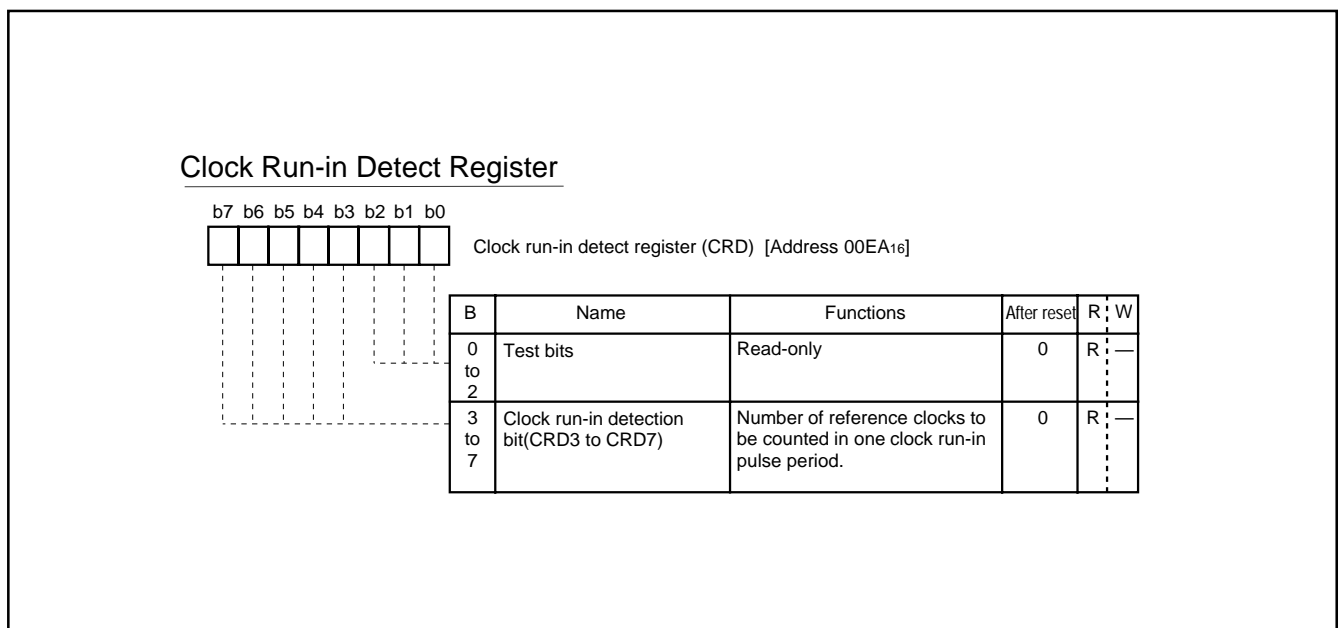 Clock Run-in Detect Register
b7 b6 b5 b4 b3 b2 b1 b0
Clock run-in detect register (CRD) [Address 00EA16]
B Name Functions After reset R W
0 to 2 Test bits Read-only 0 R —
3 to 7 Clock run-in detection bit(CRD3 to CRD7) Number of reference clocks to be counted in one clock run-in pulse period. 0 R —